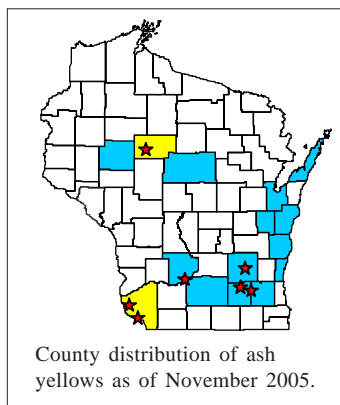 County distribution of ash
yellows as of November 2005.